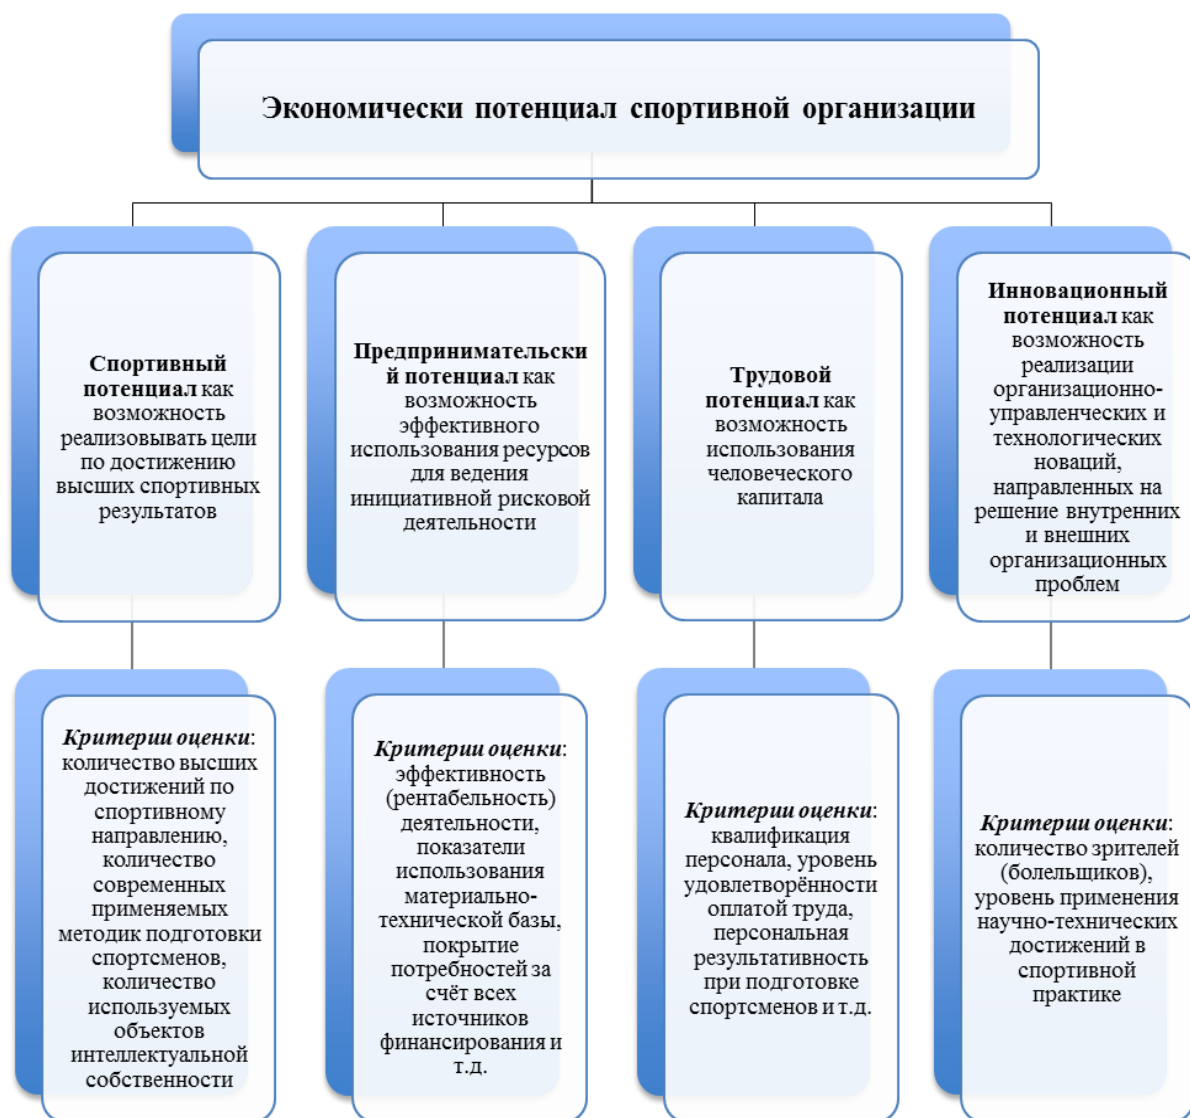 Экономически потенциал спортивной организации
Спортивный
потенциал как
возможность
реализовывать цели
по достижению
высших спортивных
результатов
Предпринимательски
й потенциал как
возможность
эффективного
использования ресурсов
для ведения
инициативной рисковой
деятельности
Трудовой
потенциал как
возможность
использования
человеческого
капитала
Инновационный
потенциал как
возможность
реализации
организационно-
управленческих и
технологических
новаций,
направленных на
решение внутренних
и внешних
организационных
проблем
Критерии оценки:
количество высших
достижений по
спортивному
направлению,
количество
современных
применяемых
методик подготовки
спортсменов,
количество
используемых
объектов
интеллектуальной
собственности
Критерии оценки:
эффективность
(рентабельность)
деятельности,
показатели
использования
материально-
технической базы,
покрытие
потребностей за
счёт всех
источников
финансирования и
т.д.
Критерии оценки:
квалификация
персонала, уровень
удовлетворённости
оплатой труда,
персональная
результативность
при подготовке
спортсменов и т.д.
Критерии оценки:
количество зрителей
(болельщиков),
уровень применения
научно-технических
достижений в
спортивной
практике